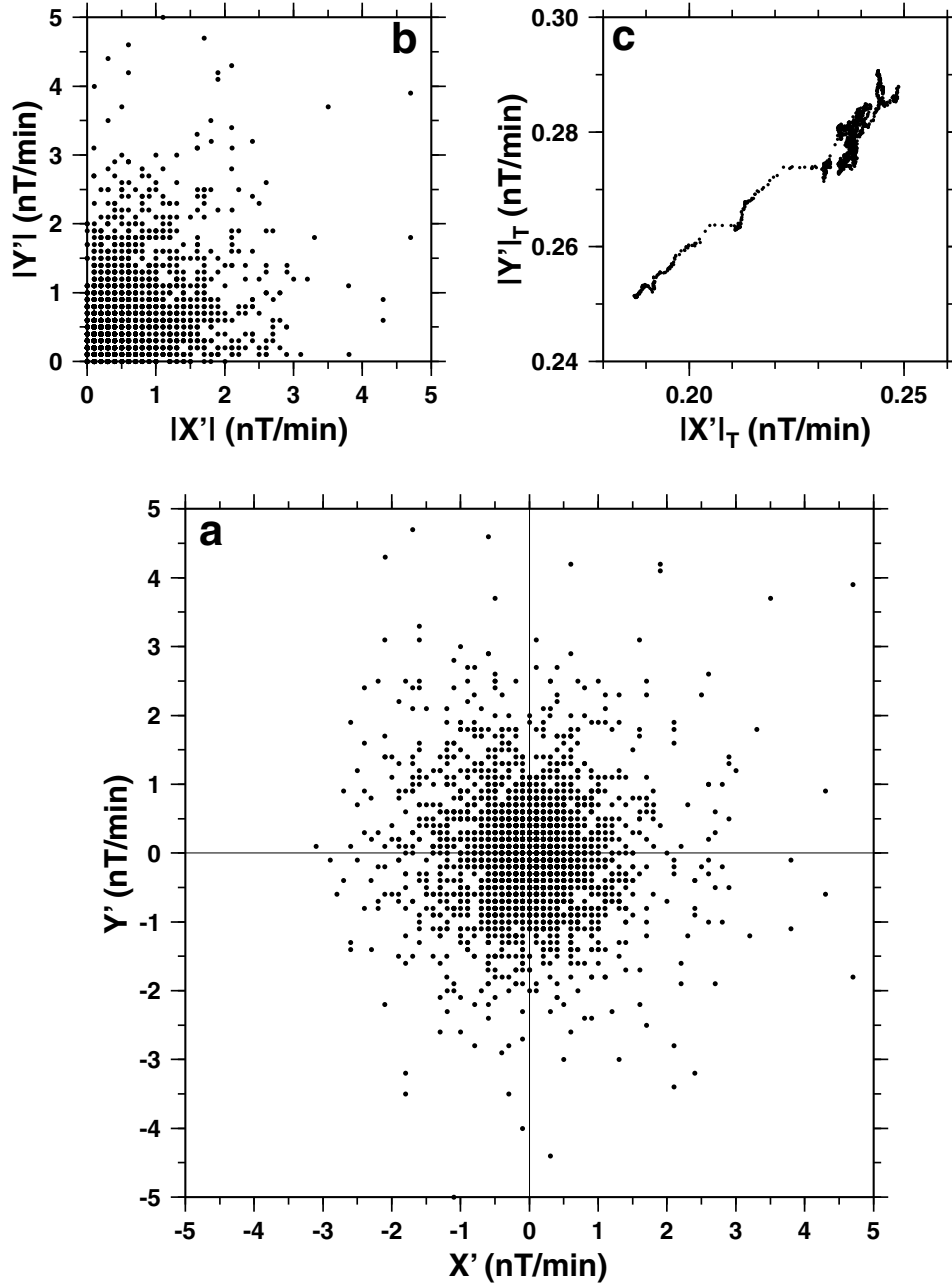 b
5
4
3
2
1
0
|Y’| (nT/min)
0 1 2 3 4 5
|X’| (nT/min)
c
0.30
0.28
0.26
0.24
|Y’|T (nT/min)
0.20 0.25
|X’|T (nT/min)
a
5
4
3
2
1
0
-1
-2
-3
-4
-5
Y’ (nT/min)
-5 -4 -3 -2 -1 0 1 2 3 4 5
X’ (nT/min)